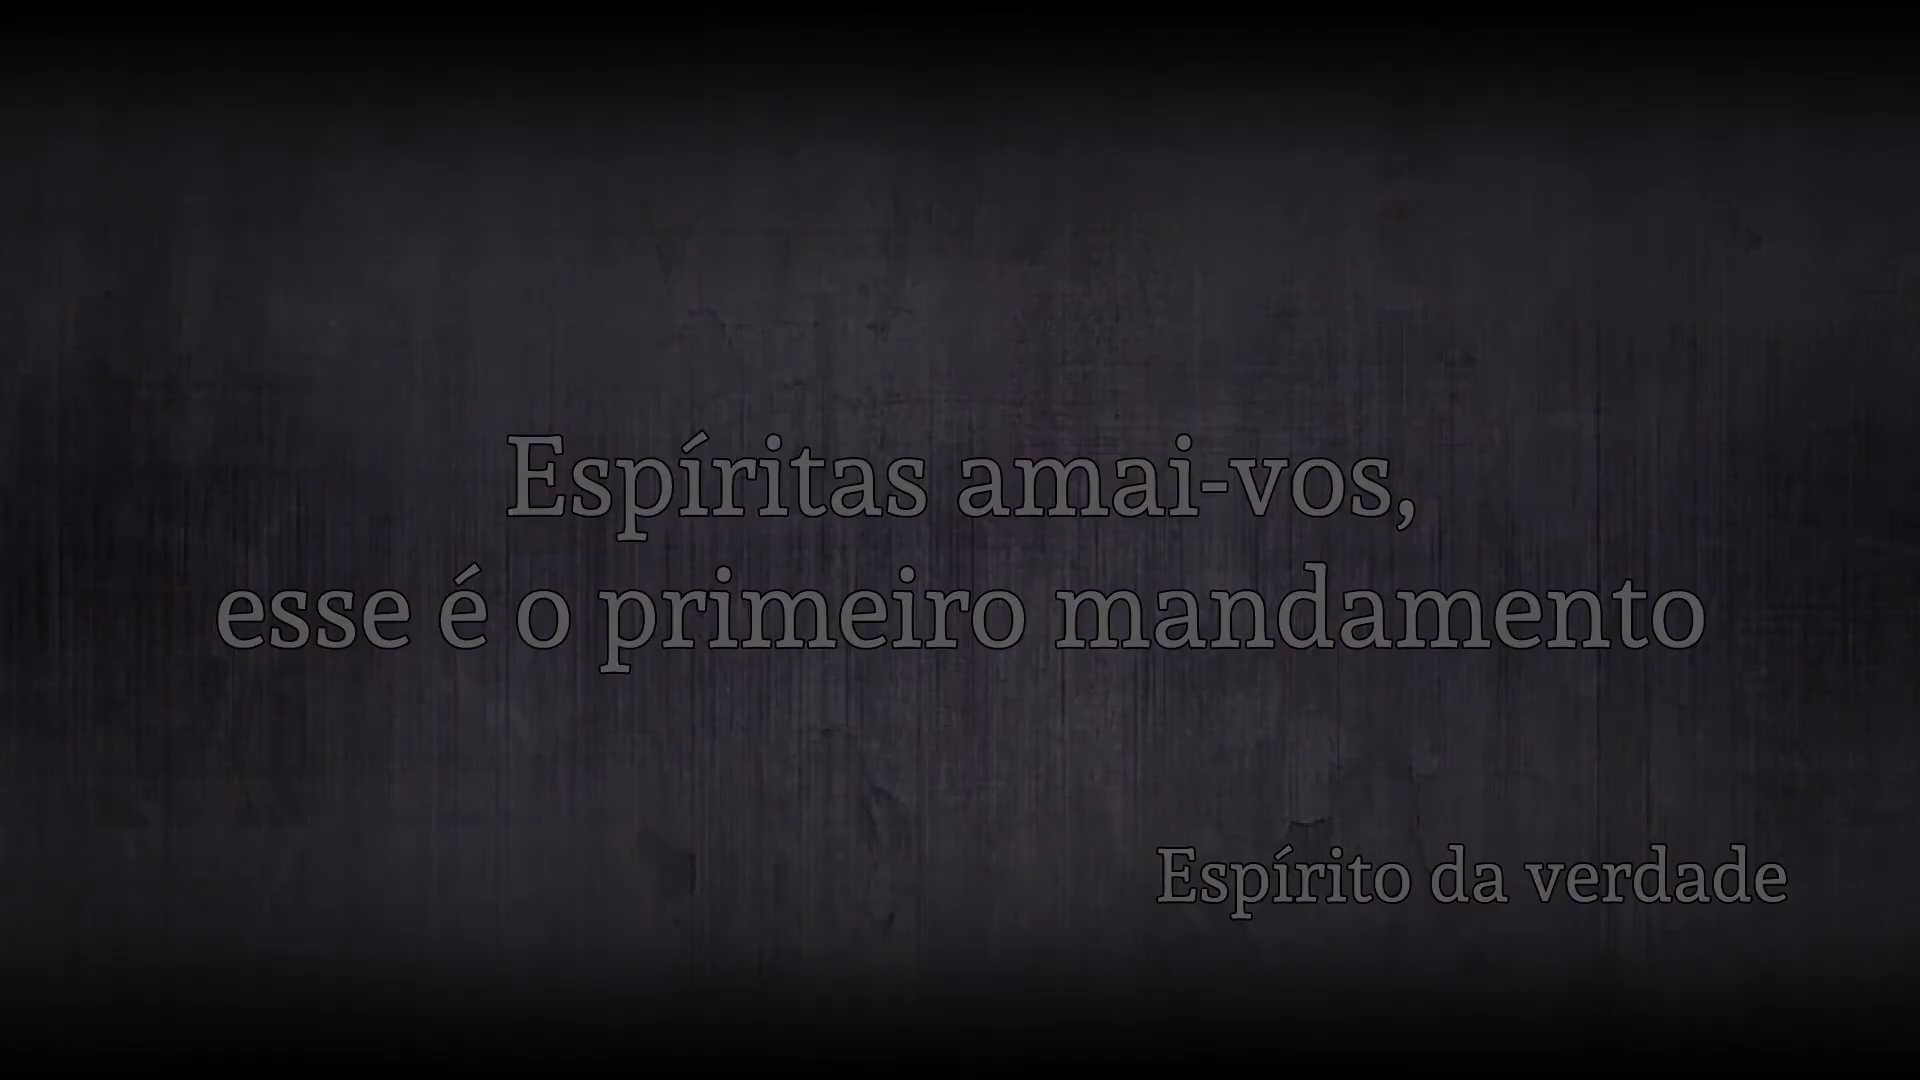 Espíritas amai-vos,
esse é o primeiro mandamento
Espírito da verdade